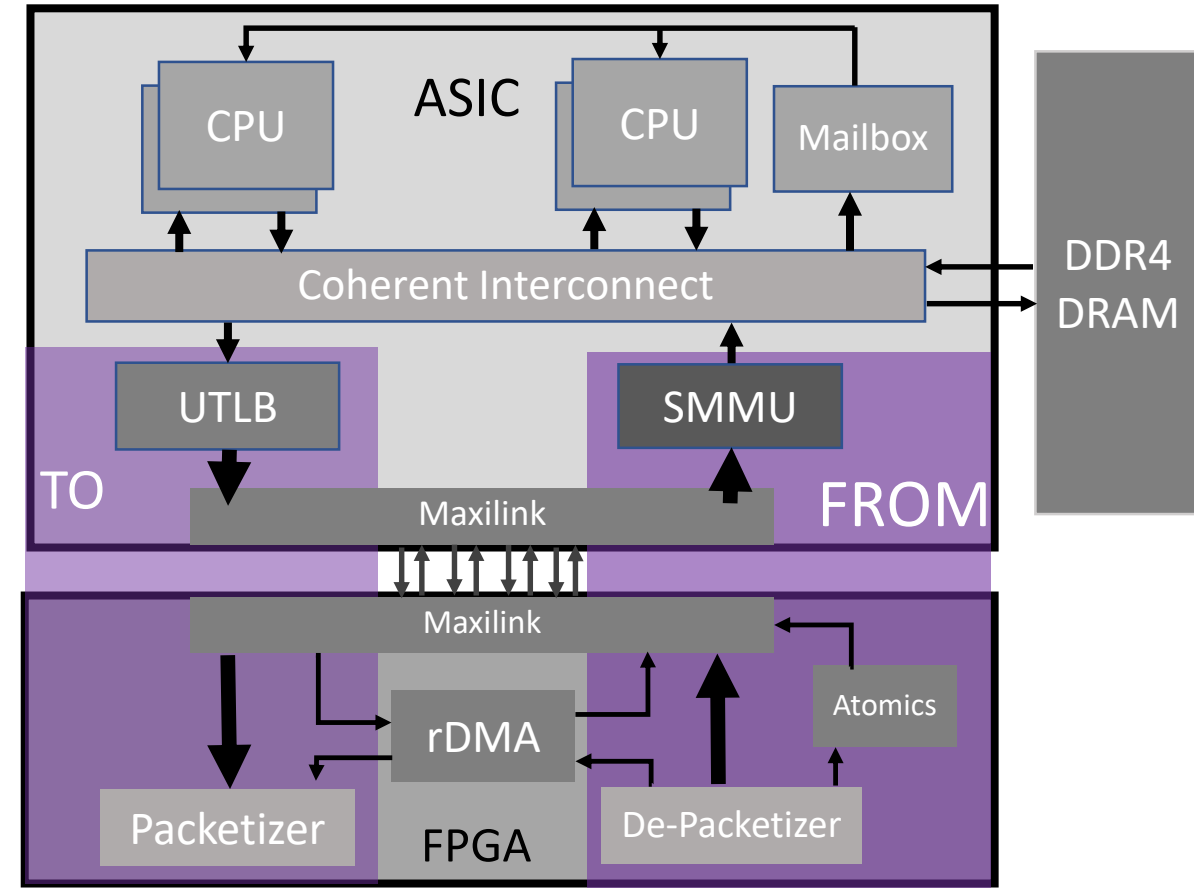 ASIC
CPU
CPU
Mailbox
Coherent Interconnect
DDR4
DRAM
UTLB
SMMU
TO
FROM
Maxilink
Maxilink
rDMA
Atomics
Packetizer
De-Packetizer
FPGA